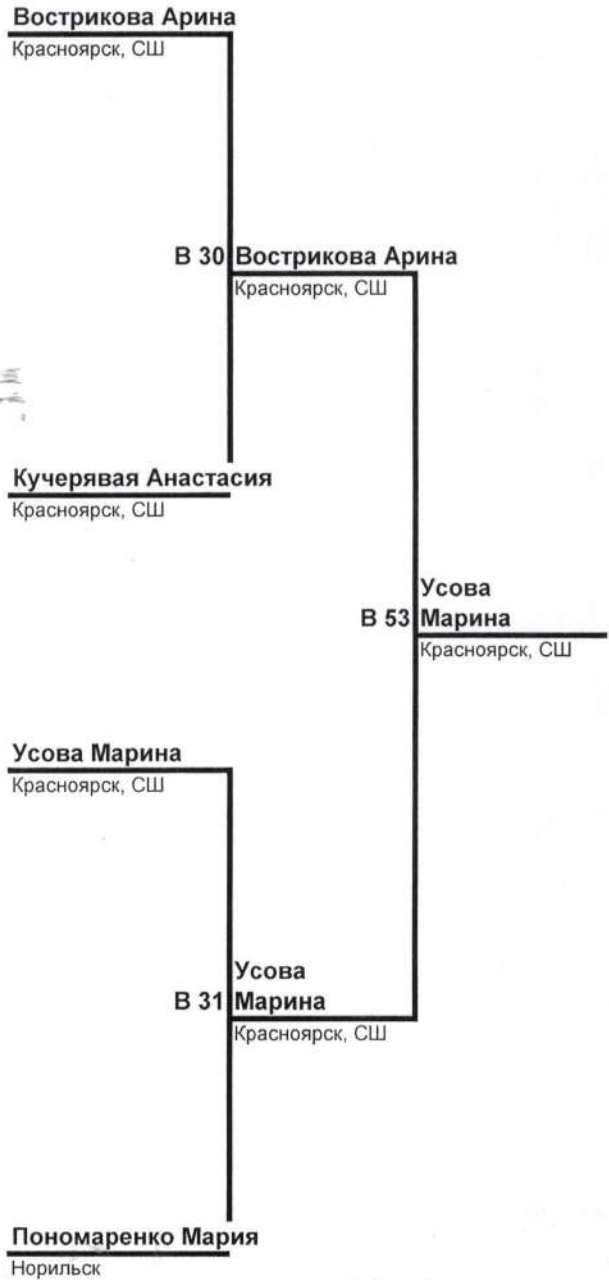 Вострикова Арина
Красноярск, СШ
В 30 Вострикова Арина
Красноярск, СШ
Кучерявая Анастасия
Красноярск, СШ
Усова
В 53 Марина
Красноярск, СШ
Усова Марина
Красноярск, СШ
Усова
В 31 Марина
Красноярск, СШ
Пономаренко Мария
Норильск